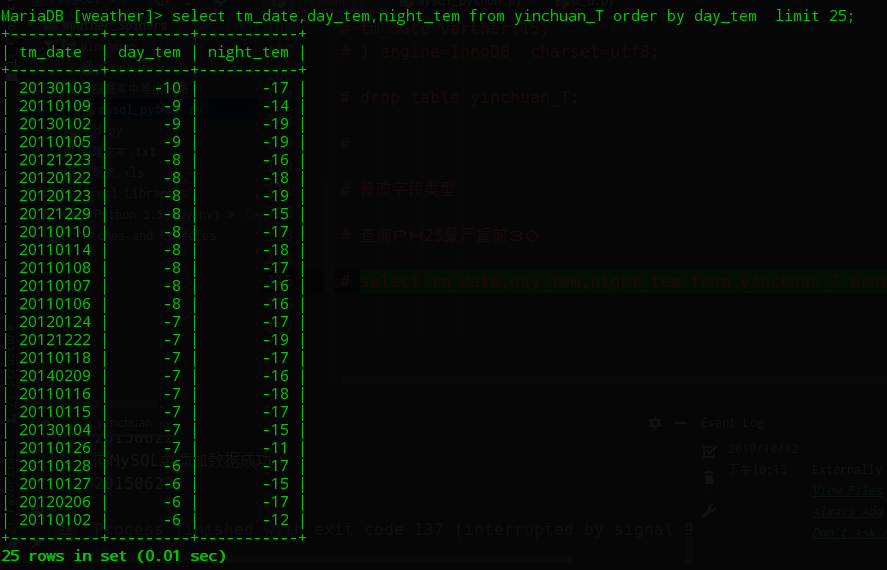 MariaDB [weather]> select tm_date,day_tem,night_tem from yinchuan_T order by day_tem  limit 25;
+----------+---------+-----------+
| tm_date  | day_tem | night_tem |
+----------+---------+-----------+
| 20130103 |     -10 |       -17 |
| 20110109 |      -9 |       -14 |
| 20130102 |      -9 |       -19 |
| 20110105 |      -9 |       -19 |
| 20121223 |      -8 |       -16 |
| 20120122 |      -8 |       -18 |
| 20120123 |      -8 |       -19 |
| 20121229 |      -8 |       -15 |
| 20110110 |      -8 |       -17 |
| 20110114 |      -8 |       -18 |
| 20110108 |      -8 |       -17 |
| 20110107 |      -8 |       -16 |
| 20110106 |      -8 |       -16 |
| 20120124 |      -7 |       -17 |
| 20121222 |      -7 |       -19 |
| 20110118 |      -7 |       -17 |
| 20140209 |      -7 |       -16 |
| 20110116 |      -7 |       -18 |
| 20110115 |      -7 |       -17 |
| 20130104 |      -7 |       -15 |
| 20110126 |      -7 |       -11 |
| 20110128 |      -6 |       -17 |
| 20110127 |      -6 |       -15 |
| 20120206 |      -6 |       -17 |
| 20110102 |      -6 |       -12 |
+----------+---------+-----------+
25 rows in set (0.01 sec)
# ) engine=InnoDB  charset=utf8;
# drop table yinchuan_T;
#
# 修改字段类型
# 查询PM25最严重前30
# select tm_date,day_tem,night_tem from yinchuan_T
Event Log
2019/10/12
下午10:13
Externally
View Files
Always Add
Don't Ask
exit code 137 (interrupted by signal 9